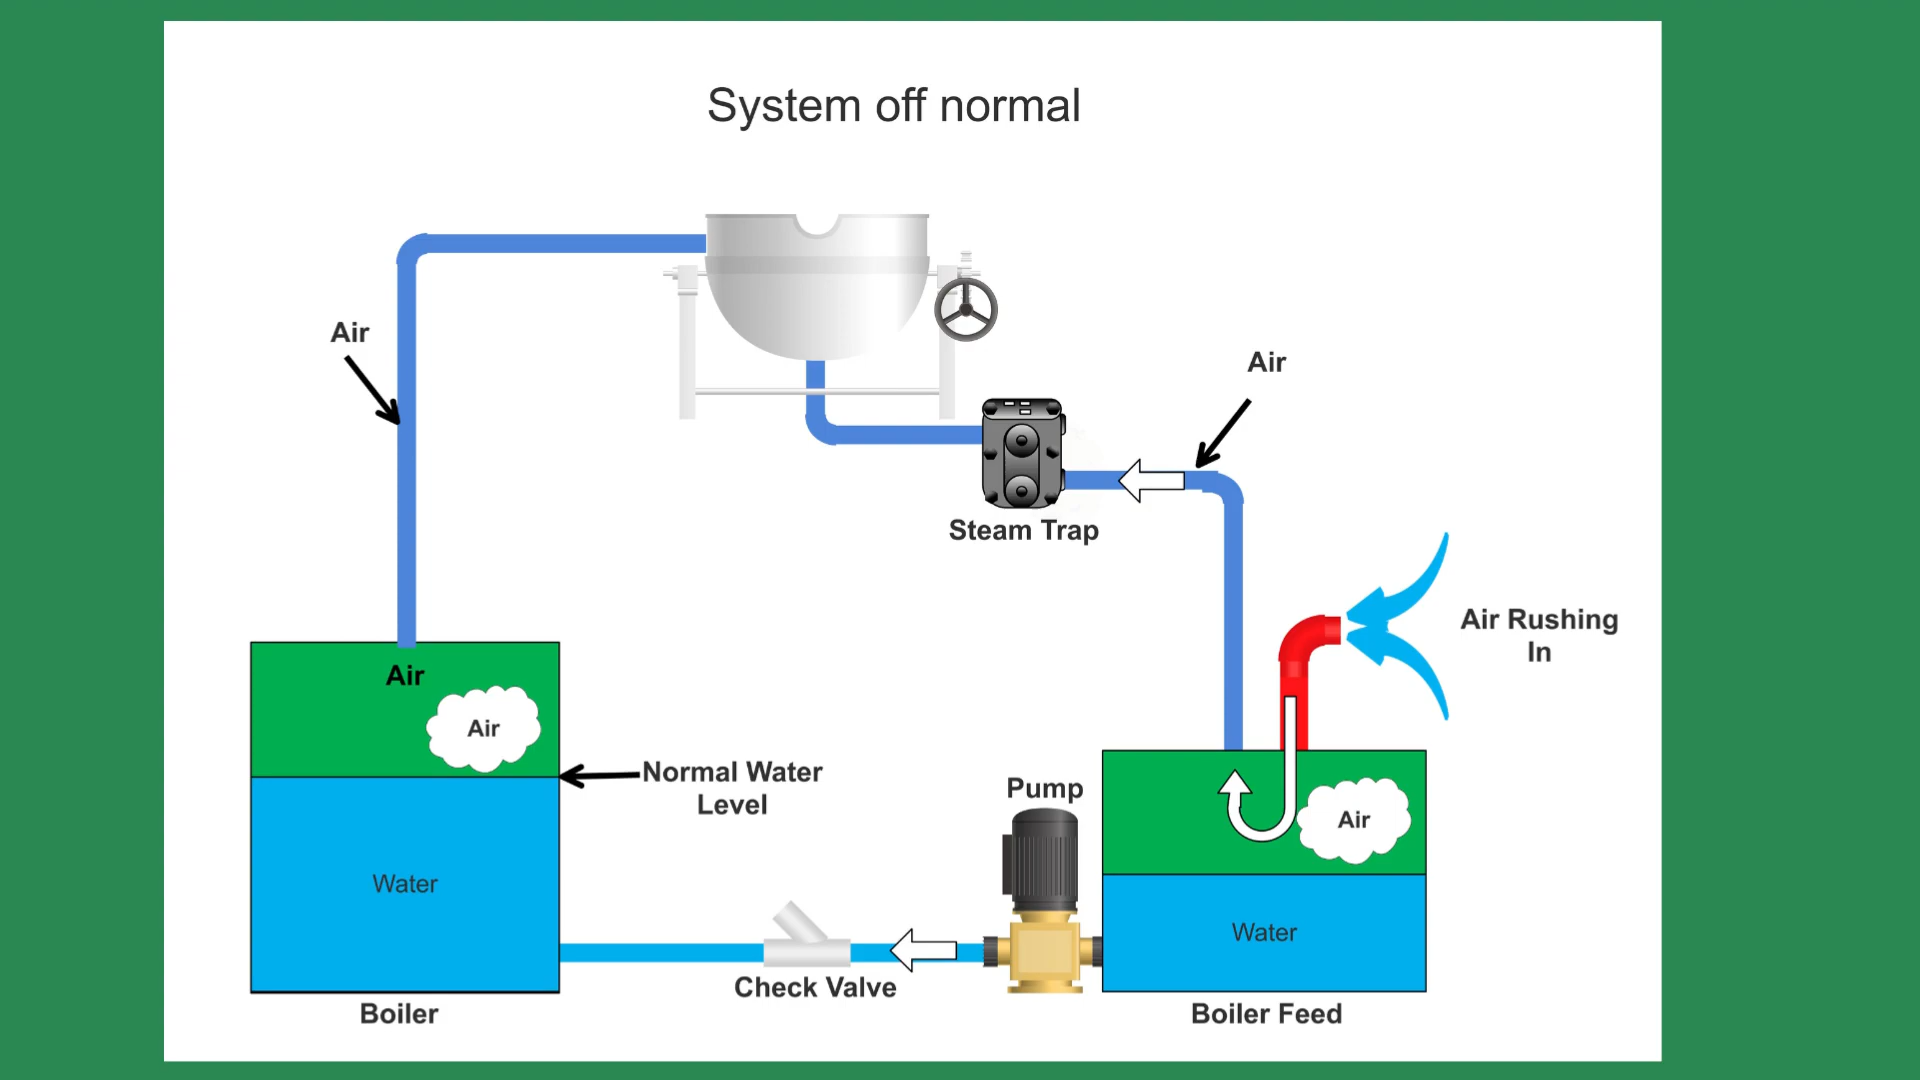 System off normal
Air
Air
Steam Trap
Air Rushing
In
Air
Air
Normal Water
Level
Pump
Air
Water
Water
Check Valve
Boiler
Boiler Feed